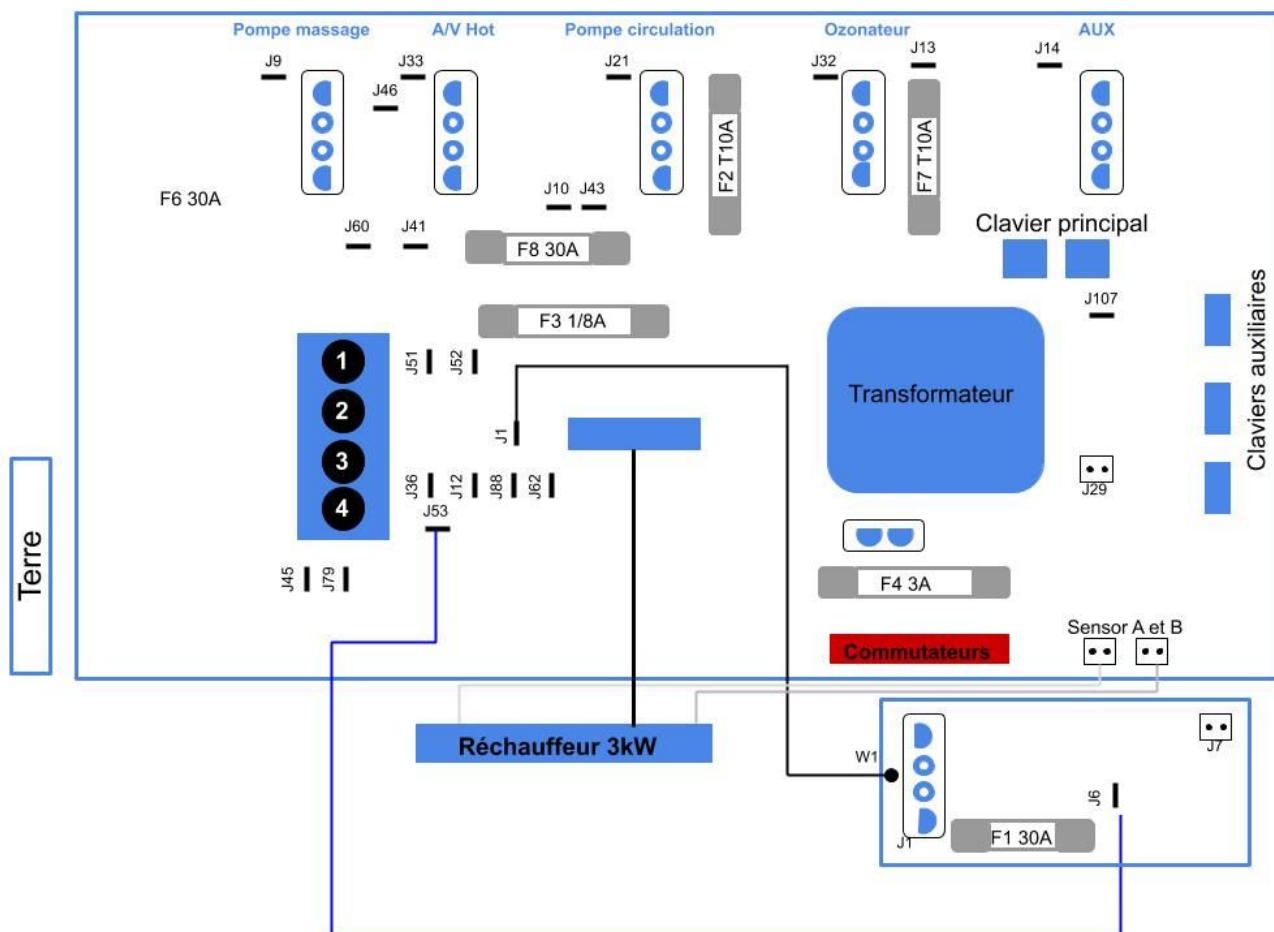 Pompe massage
A/V Hot
Pompe circulation
Ozonateur
AUX
J9
J33
J21
J32
J13
J14
J46
F2 T10A
F7 T10A
F6 30A
J10
J43
J60
J41
F8 30A
Clavier principal
J107
F3 1/8A
Claviers auxiliaires
1
2
3
4
J51
J52
Transformateur
J1
J36
J12
J88
J62
J29
J53
Terre
J45
J79
F4 3A
Sensor A et B
Commutateurs
Réchauffeur 3kW
W1
J7
J6
J1
F1 30A